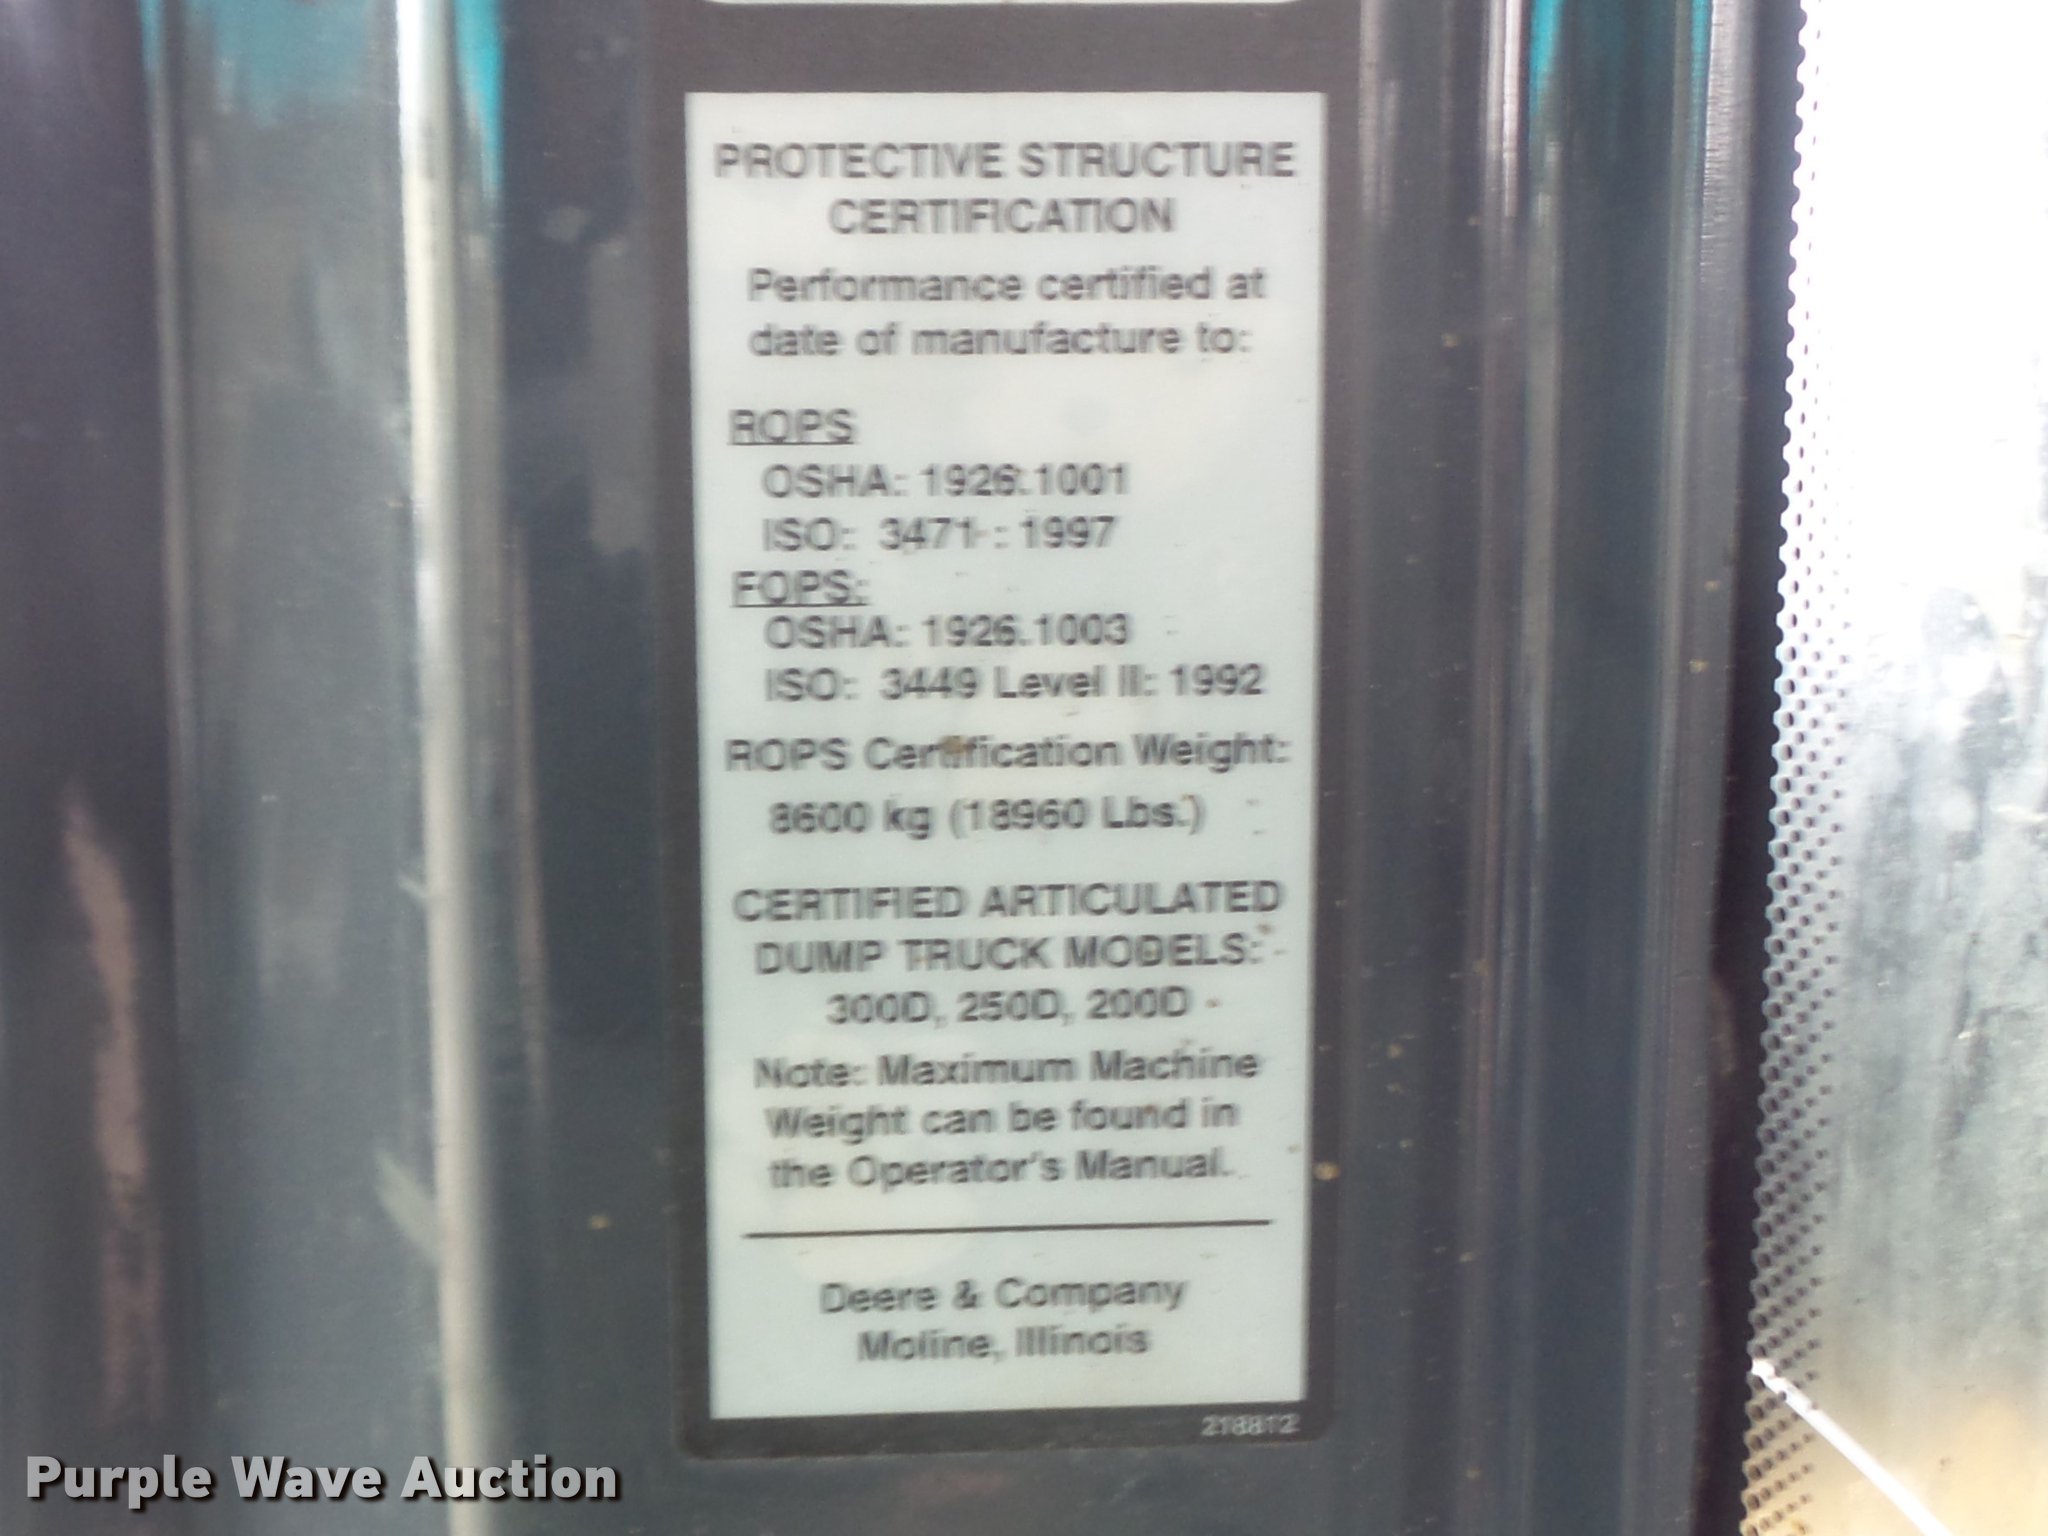 PROTECTIVE STRUCTURE
CERTIFICATION
Performance certified at
date of manufacture to:
ROPS
OSHA: 1926.1001
ISO: 3471 : 1997
FOPS:
OSHA: 1926.1003
ISO: 3449 Level II: 1992
ROPS Certification Weight:
8600 kg (18960 Lbs.)
CERTIFIED ARTICULATED
DUMP TRUCK MODELS:
300D, 250D, 200D
Note: Maximum Machine
Weight can be found in
the Operator's Manual.
Deere & Company
Moline, Illinois
218812
Purple Wave Auction